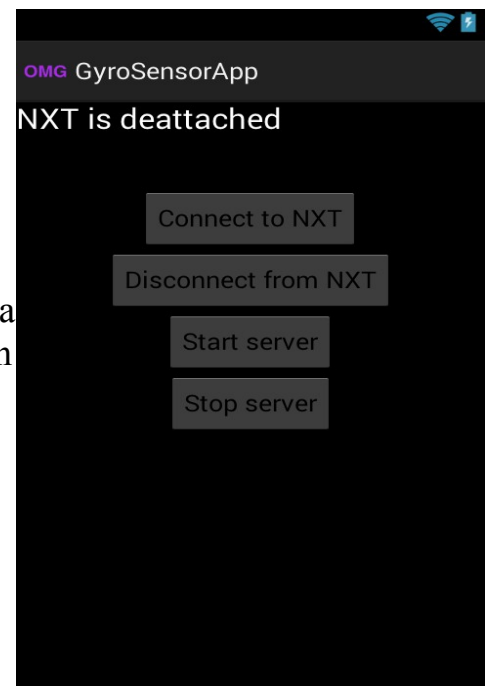 OMG GyroSensorApp
NXT is deattached
Connect to NXT
Disconnect from NXT
a
Start server
n
Stop server